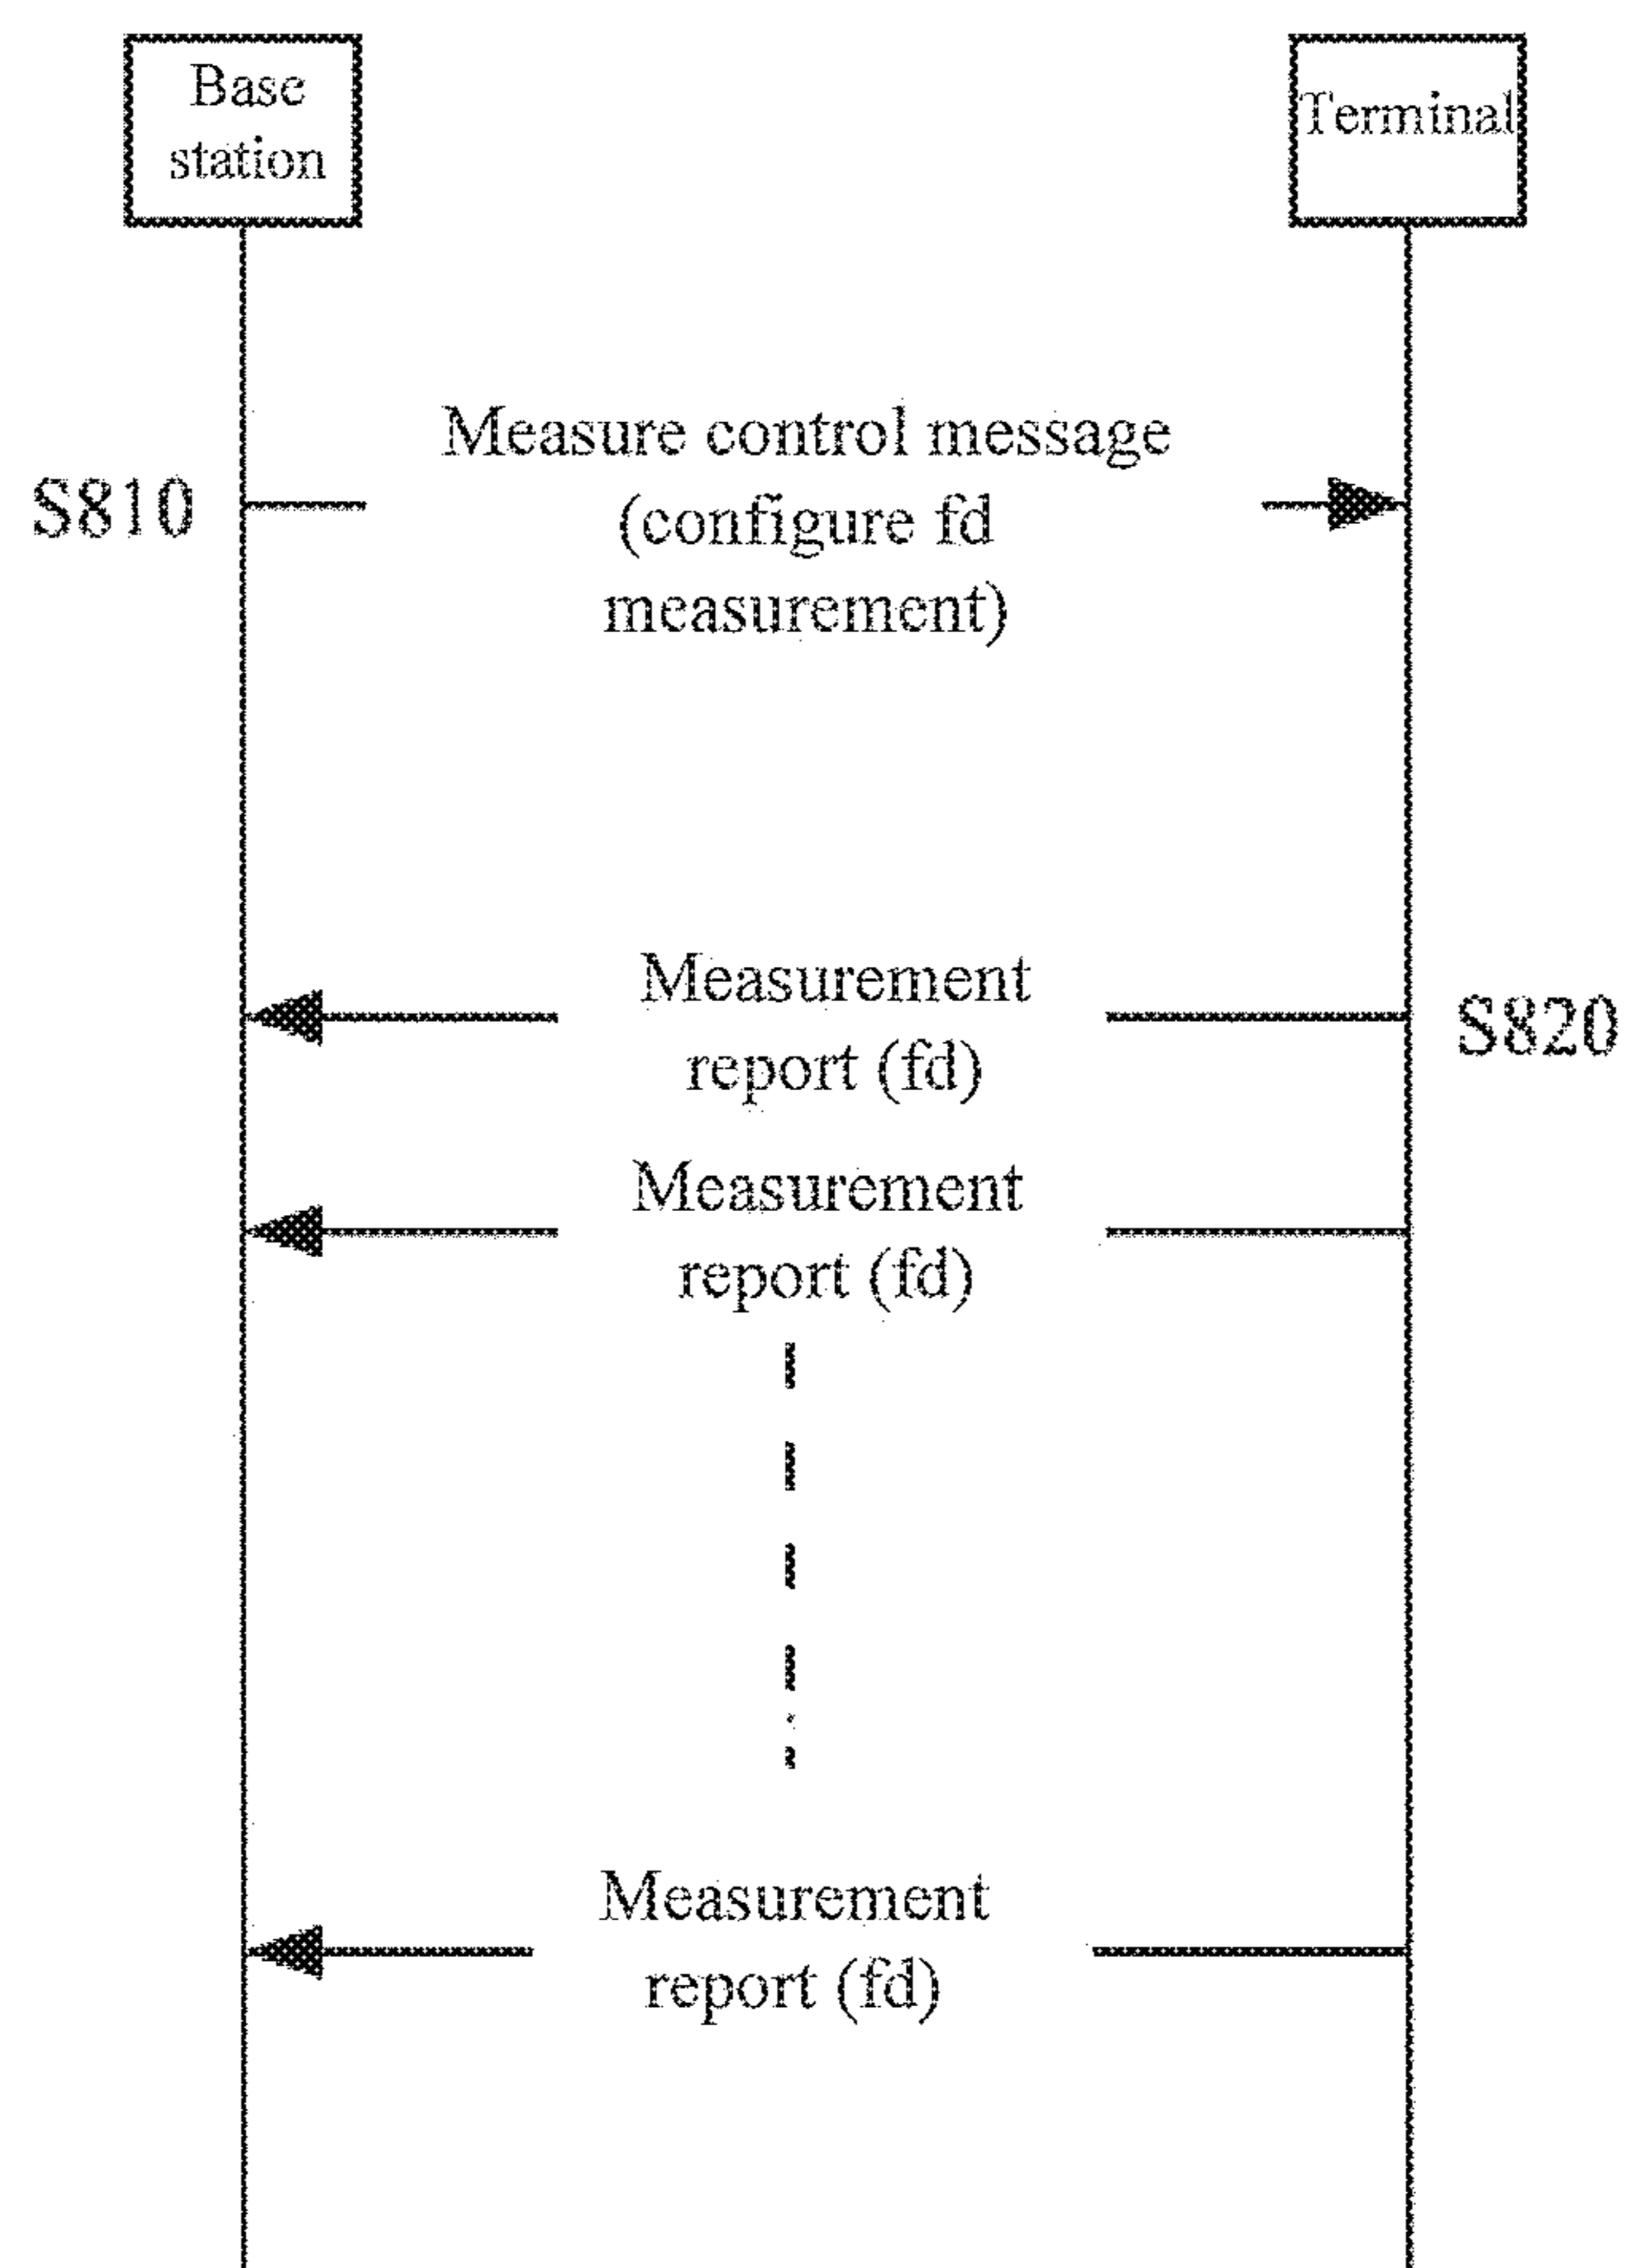 Base
station
Terminal
Measure control message
(configure fd
measurement)
S810
Measurement
report (fd)
S820
Measurement
report (fd)
Measurement
report (fd)